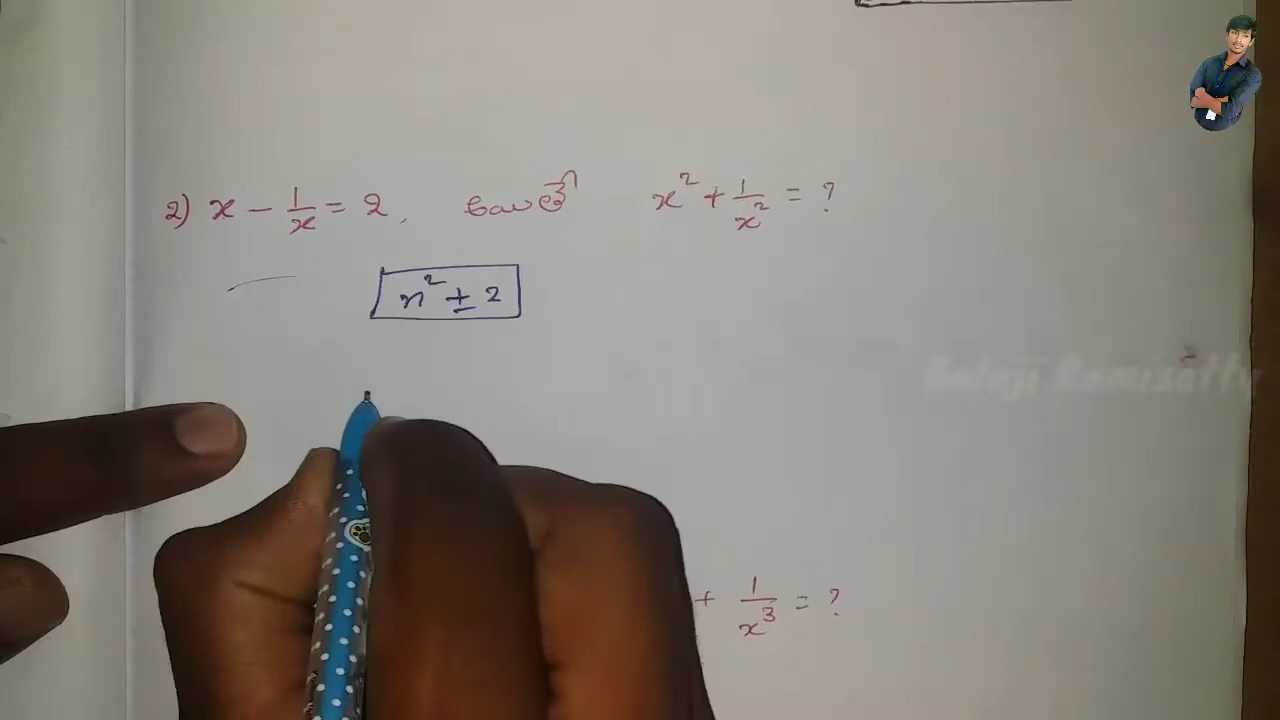 2) x - 1/x = 2, అయితే x² + 1/x² = ?
n² ± 2
+ 1/x³ = ?